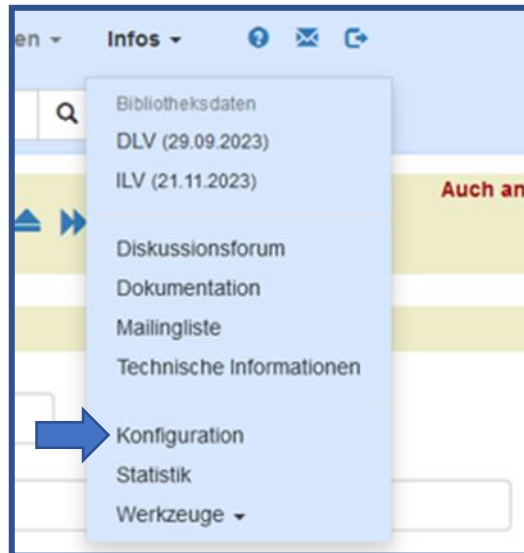 en Infos
Bibliotheksdaten
DLV (29.09.2023)
ILV (21.11.2023)
Auch an
Diskussionsforum
Dokumentation
Mailingliste
Technische Informationen
Konfiguration
Statistik
Werkzeuge